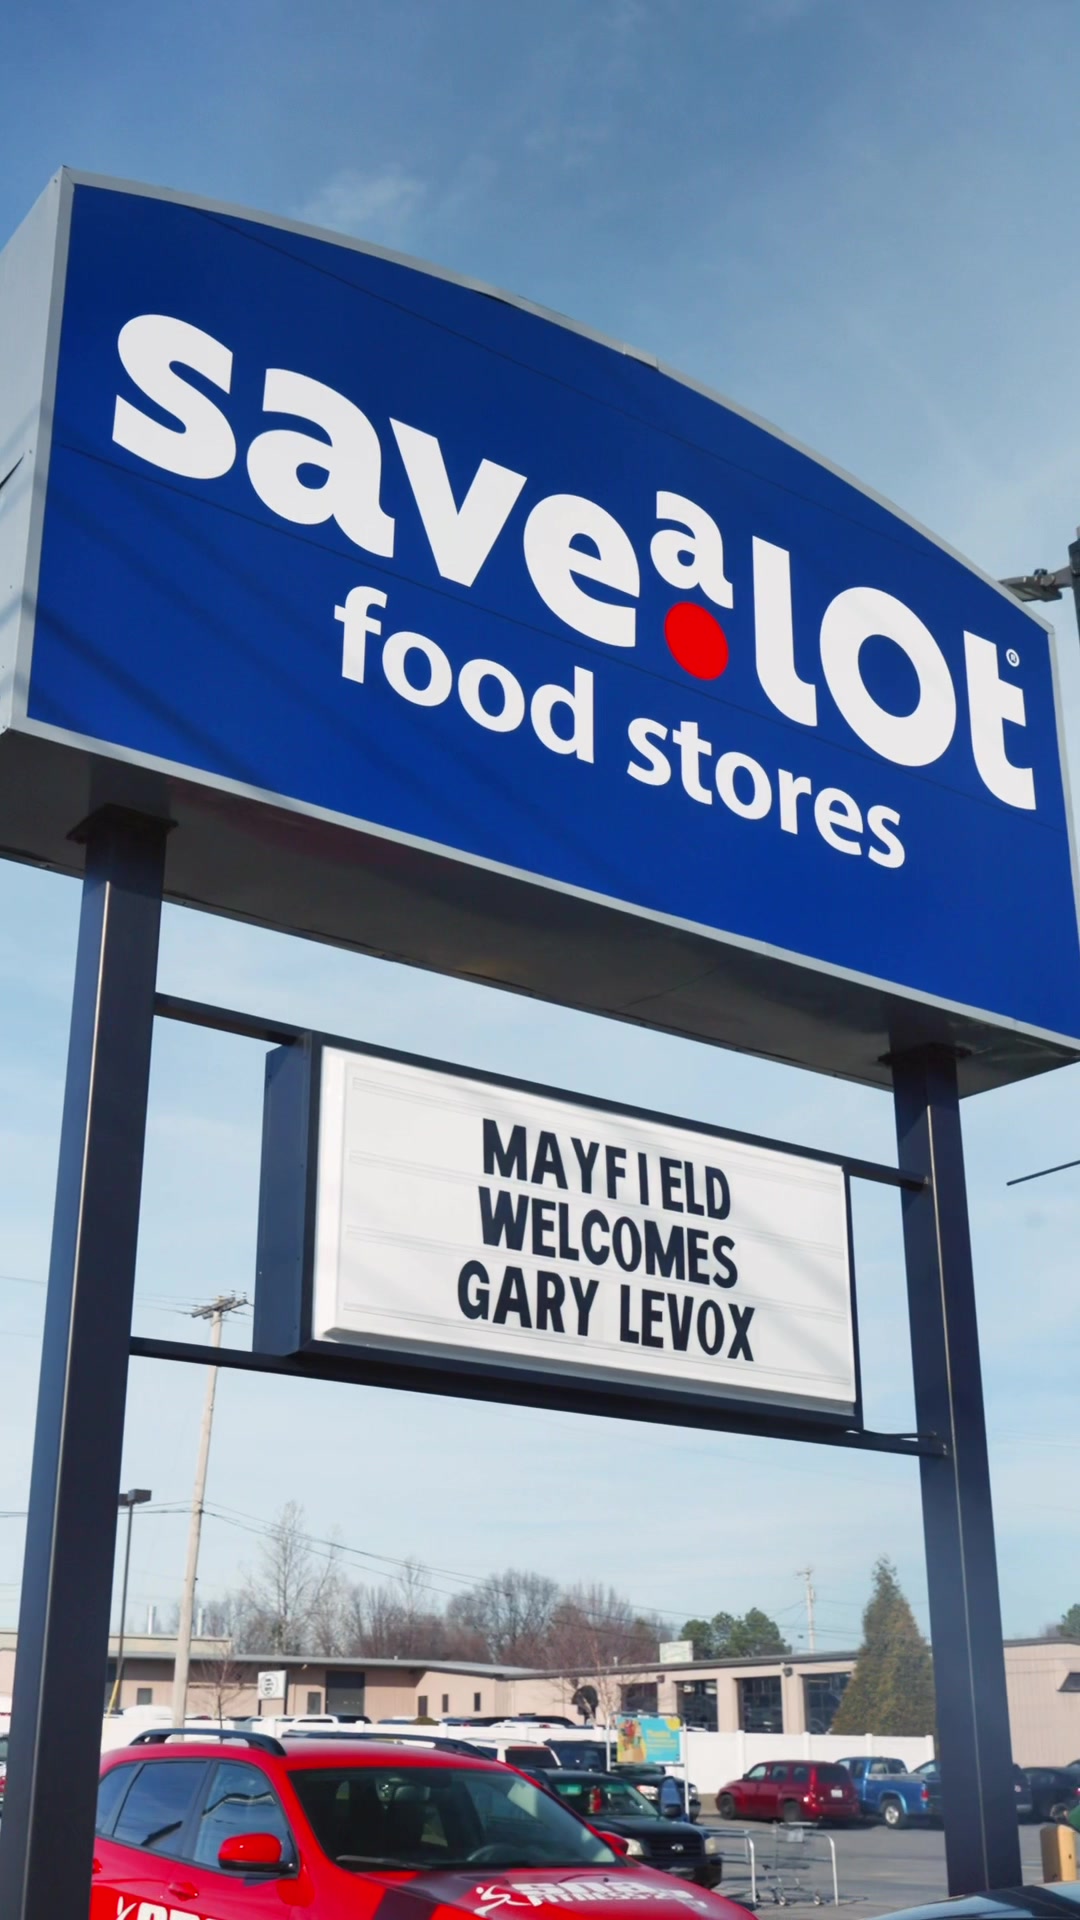 save a lot®
food stores
MAYFIELD
WELCOMES
GARY LEVOX